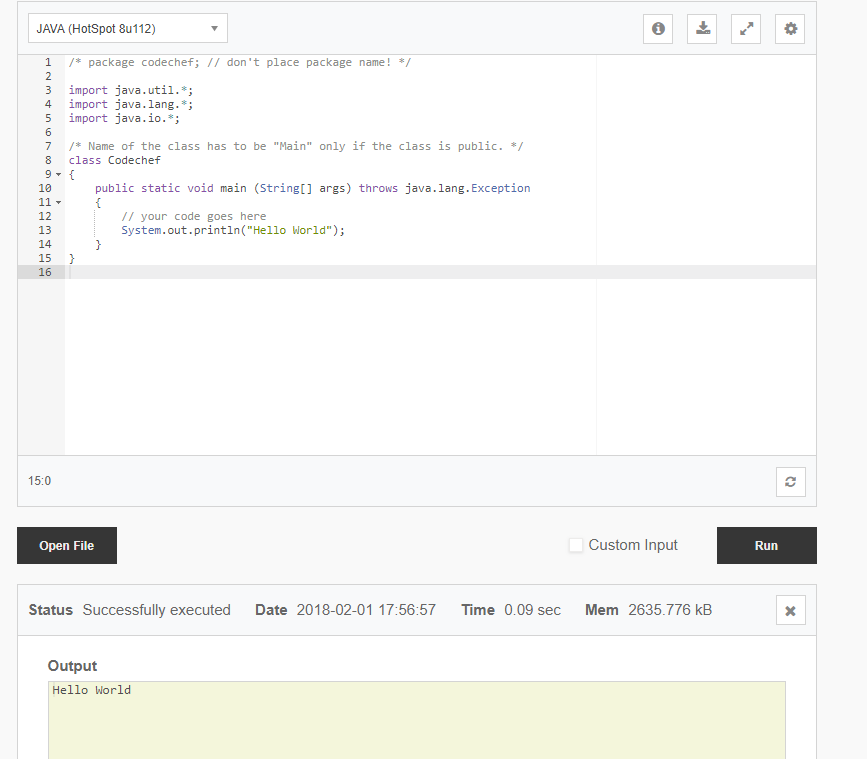 JAVA (HotSpot 8u112)
1 /* package codechef; // don't place package name! */
2
3 import java.util.*;
4 import java.lang.*;
5 import java.io.*;
6
7 /* Name of the class has to be "Main" only if the class is public. */
8 class Codechef
9 {
10 public static void main (String[] args) throws java.lang.Exception
11 {
12 // your code goes here
13 System.out.println("Hello World");
14 }
15 }
16
15:0
Open File Custom Input Run
Status Successfully executed Date 2018-02-01 17:56:57 Time 0.09 sec Mem 2635.776 kB
Output
Hello World